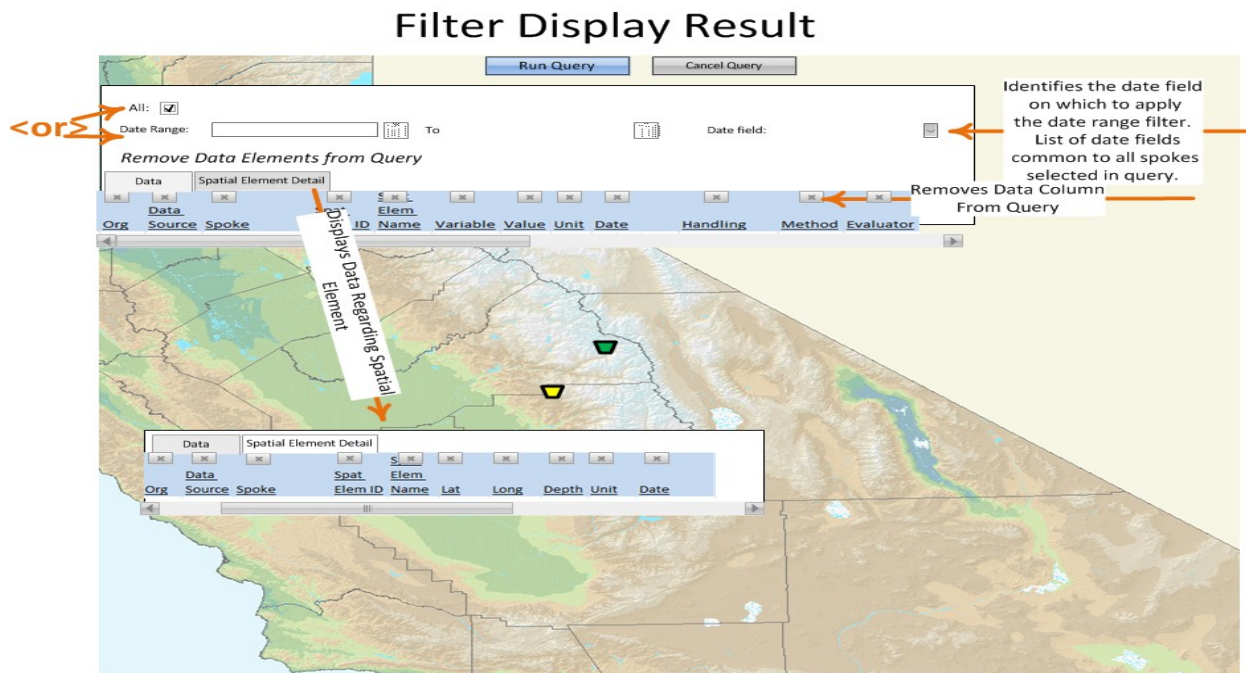 Filter Display Result
Run Query
Cancel Query
All:
<or>
Date Range:
To
Date field:
Identifies the date field
on which to apply
the date range filter.
List of date fields
common to all spokes
selected in query.
Remove Data Elements from Query
Data
Spatial Element Detail
Removes Data Column
From Query
Data Elem
Org Source Spoke ID Name Variable Value Unit Date Handling Method Evaluator
Displays Data Regarding Spatial
Element
Data
Spatial Element Detail
Data Spat Elem
Org Source Spoke Elem ID Name Lat Long Depth Unit Date